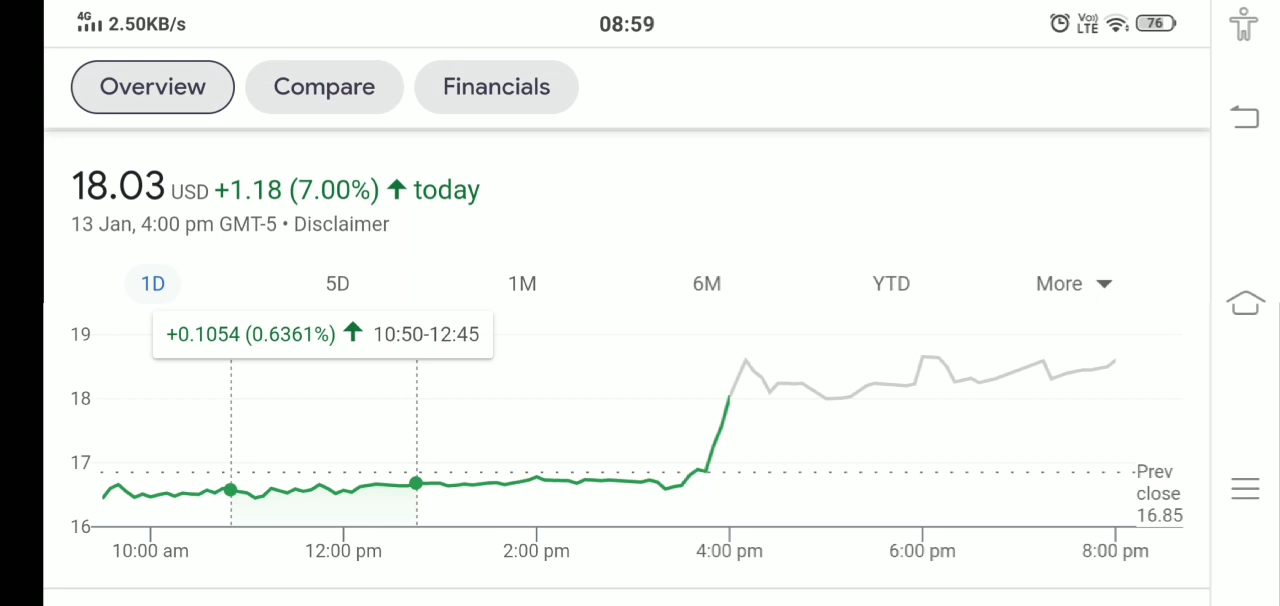 4G 2.50KB/s 08:59 Vo)) LTE 76
Overview Compare Financials
18.03 USD +1.18 (7.00%) ↑ today
13 Jan, 4:00 pm GMT-5 • Disclaimer
1D 5D 1M 6M YTD More
+0.1054 (0.6361%) ↑ 10:50-12:45
19
18
17
16
Prev
close
16.85
10:00 am 12:00 pm 2:00 pm 4:00 pm 6:00 pm 8:00 pm